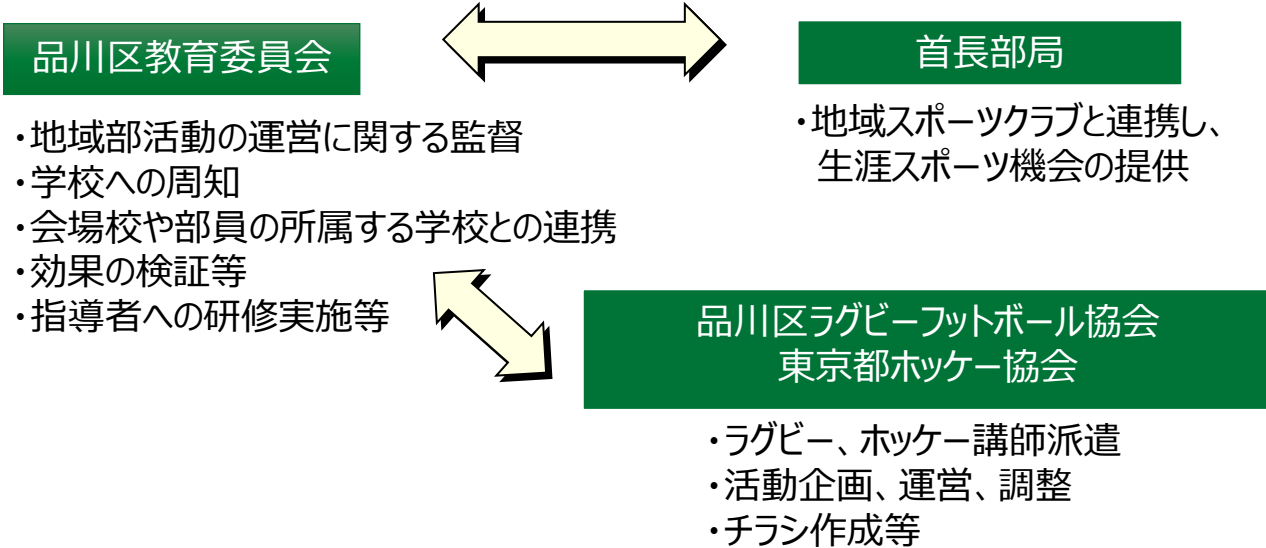 品川区教育委員会
・地域部活動の運営に関する監督
・学校への周知
・会場校や部員の所属する学校との連携
・効果の検証等
・指導者への研修実施等
首長部局
・地域スポーツクラブと連携し、
生涯スポーツ機会の提供
品川区ラグビーフットボール協会
東京都ホッケー協会
・ラグビー、ホッケー講師派遣
・活動企画、運営、調整
・チラシ作成等